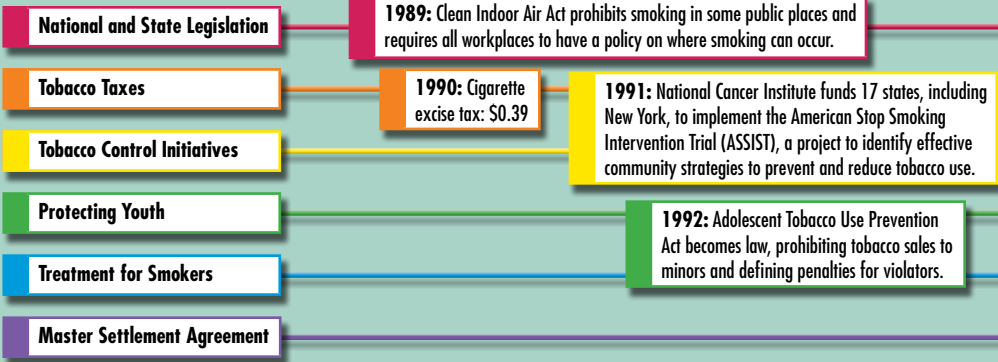 National and State Legislation
1989: Clean Indoor Air Act prohibits smoking in some public places and
requires all workplaces to have a policy on where smoking can occur.
Tobacco Taxes
1990: Cigarette
excise tax: $0.39
1991: National Cancer Institute funds 17 states, including
New York, to implement the American Stop Smoking
Intervention Trial (ASSIST), a project to identify effective
community strategies to prevent and reduce tobacco use.
Tobacco Control Initiatives
Protecting Youth
1992: Adolescent Tobacco Use Prevention
Act becomes law, prohibiting tobacco sales to
minors and defining penalties for violators.
Treatment for Smokers
Master Settlement Agreement